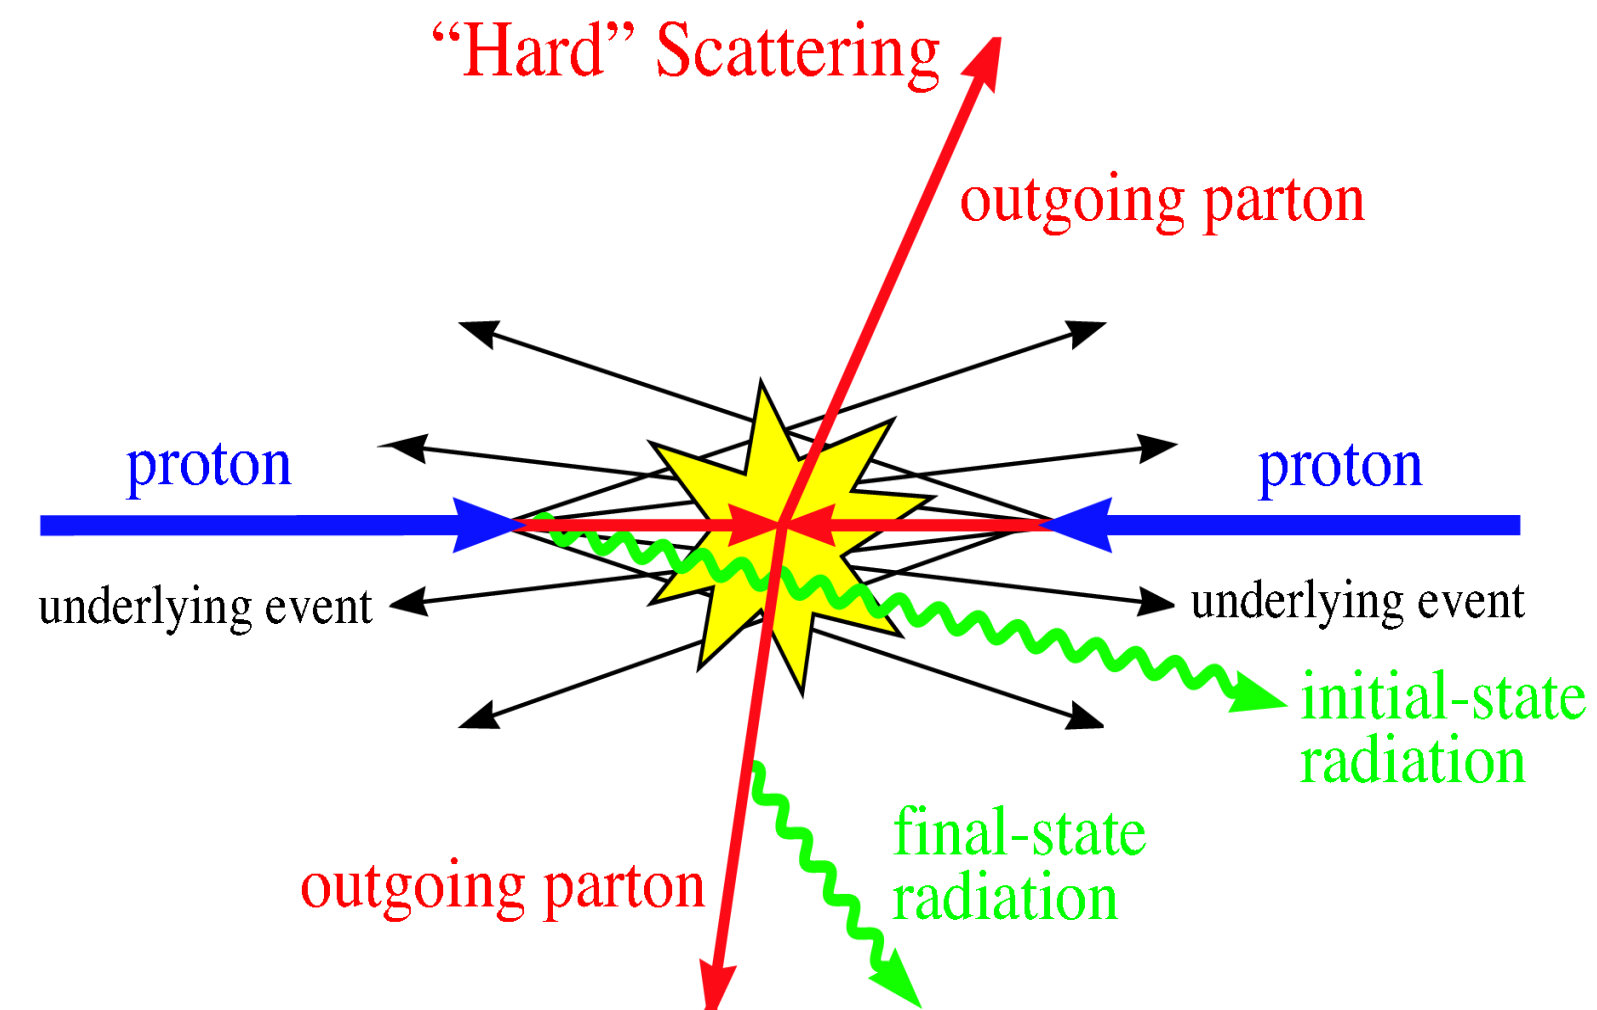 “Hard” Scattering
outgoing parton
proton
proton
underlying event
underlying event
initial-state
radiation
final-state
radiation
outgoing parton